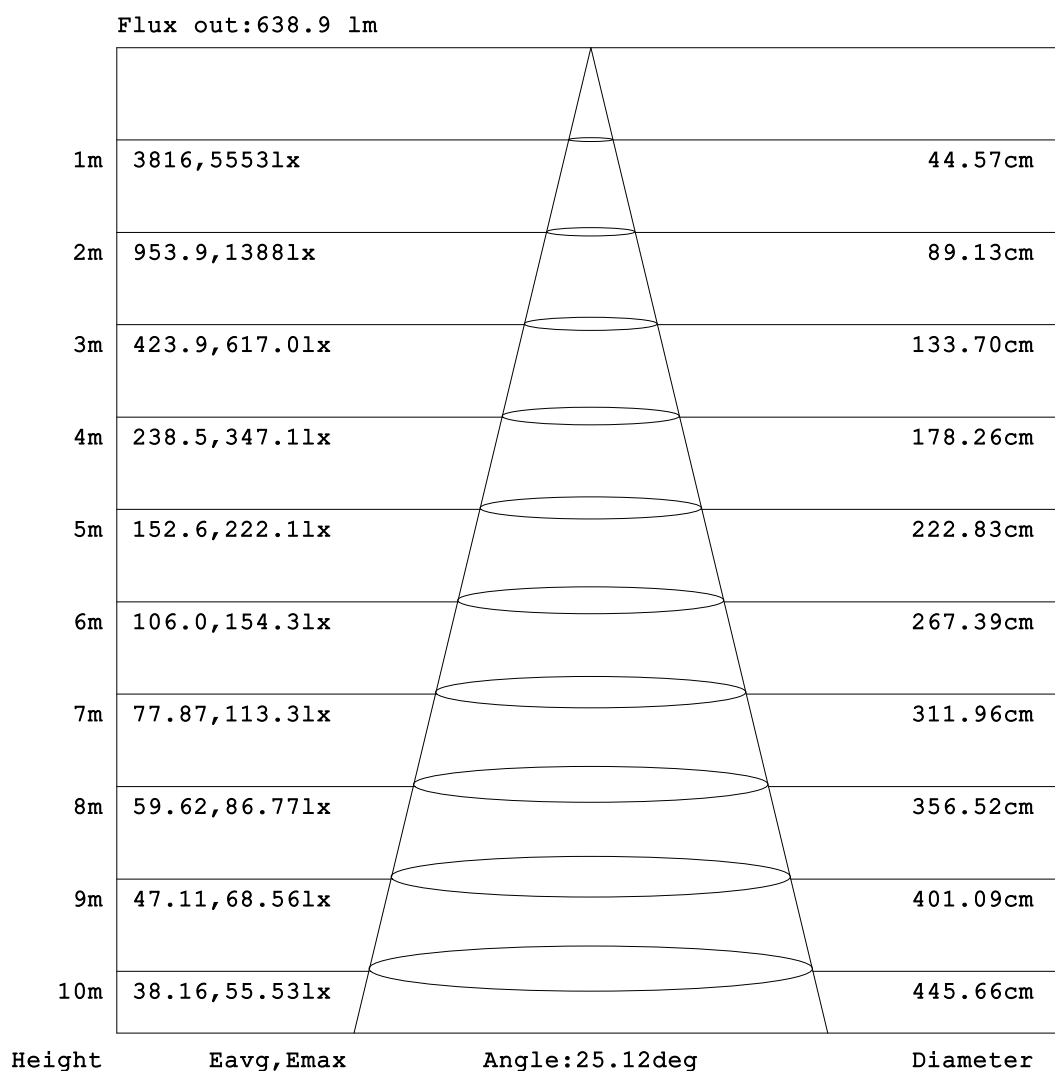 Flux out:638.9 lm
1m 3816,5553lx 44.57cm
2m 953.9,1388lx 89.13cm
3m 423.9,617.0lx 133.70cm
4m 238.5,347.1lx 178.26cm
5m 152.6,222.1lx 222.83cm
6m 106.0,154.3lx 267.39cm
7m 77.87,113.3lx 311.96cm
8m 59.62,86.77lx 356.52cm
9m 47.11,68.56lx 401.09cm
10m 38.16,55.53lx 445.66cm
Height Eavg,Emax Angle:25.12deg Diameter